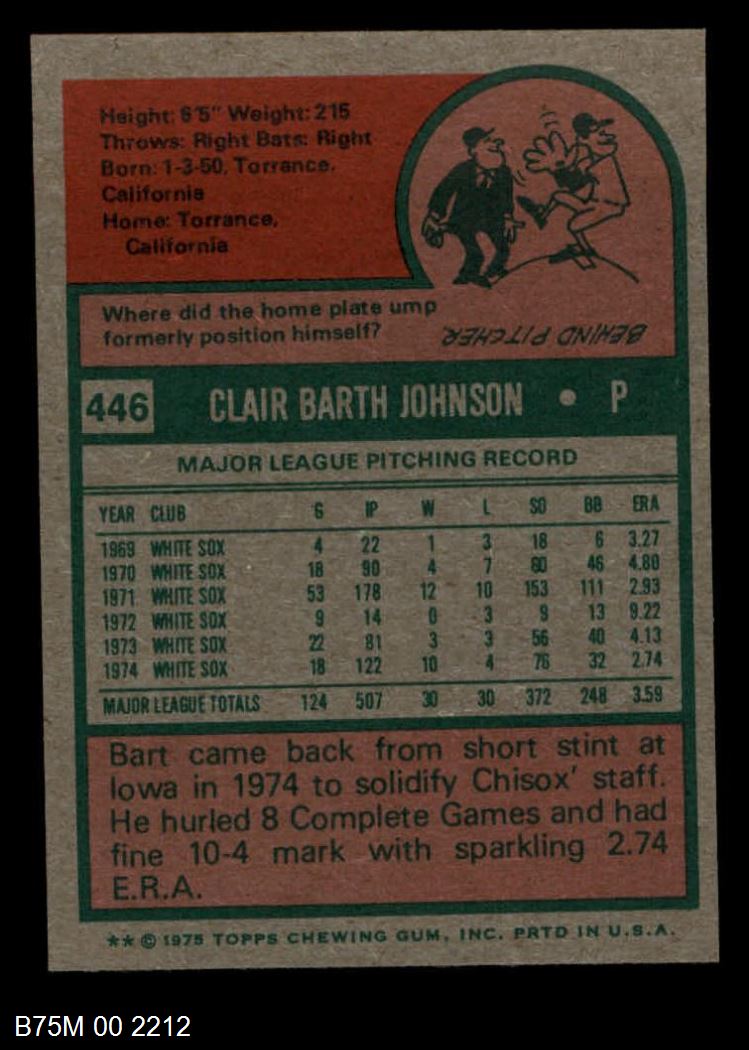 Height: 6'5" Weight: 215
Throws: Right Bats: Right
Born: 1-3-50, Torrance,
California
Home: Torrance,
California
Where did the home plate ump
formerly position himself?
BEHIND PITCHER
446 CLAIR BARTH JOHNSON • P
MAJOR LEAGUE PITCHING RECORD
YEAR CLUB G IP W L SO BB ERA
1969 WHITE SOX 4 22 1 3 18 6 3.27
1970 WHITE SOX 18 90 4 7 60 46 4.80
1971 WHITE SOX 53 178 12 10 153 111 2.93
1972 WHITE SOX 9 14 0 3 9 13 9.22
1973 WHITE SOX 22 81 3 3 56 40 4.13
1974 WHITE SOX 18 122 10 4 76 32 2.74
MAJOR LEAGUE TOTALS 124 507 30 30 372 248 3.59
Bart came back from short stint at
Iowa in 1974 to solidify Chisox' staff.
He hurled 8 Complete Games and had
fine 10-4 mark with sparkling 2.74
E.R.A.
** © 1975 TOPPS CHEWING GUM, INC. PRTD IN U.S.A.
B75M 00 2212